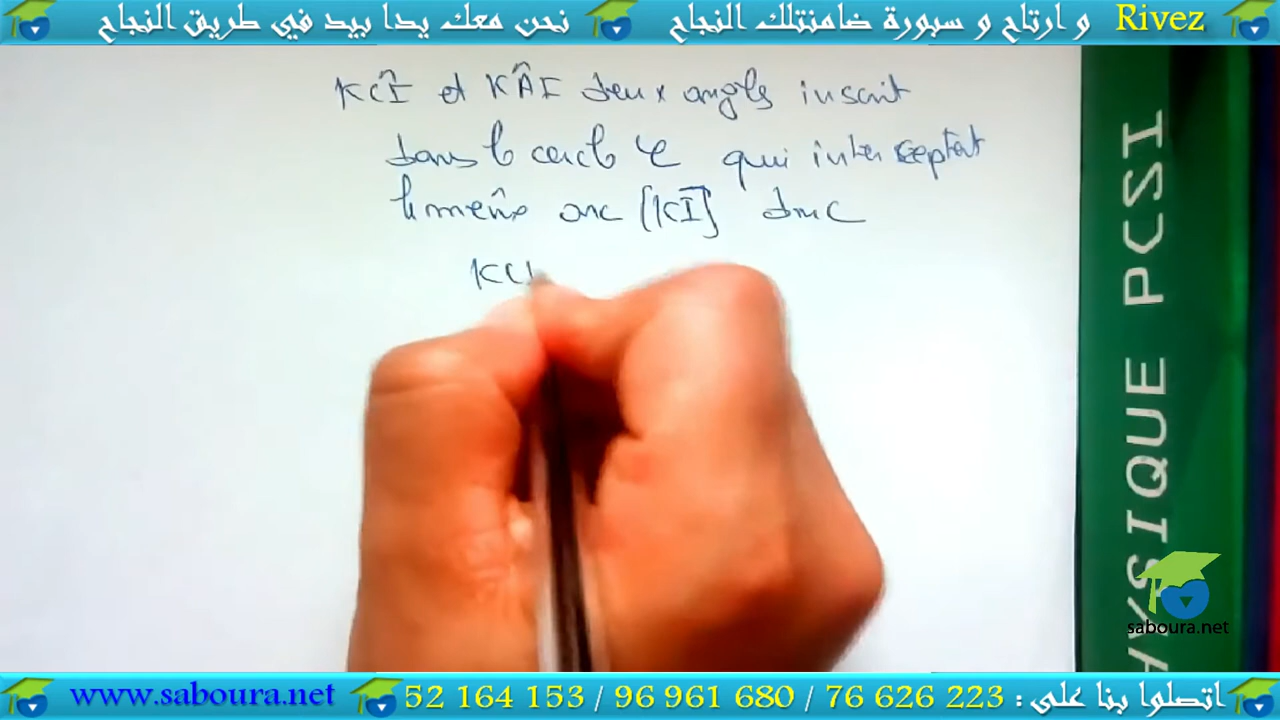 نحن معك يدا بيد في طريق النجاح و ارتاح و سبورة ضامنتلك النجاح Rivez
KĈI et KÂI deux angles inscrit
dans le cercle C qui interceptent
le même arc [KI] donc
KCI
PHYSIQUE PCSI
saboura.net
www.saboura.net 52 164 153 / 96 961 680 / 76 626 223 : اتصلوا بنا على